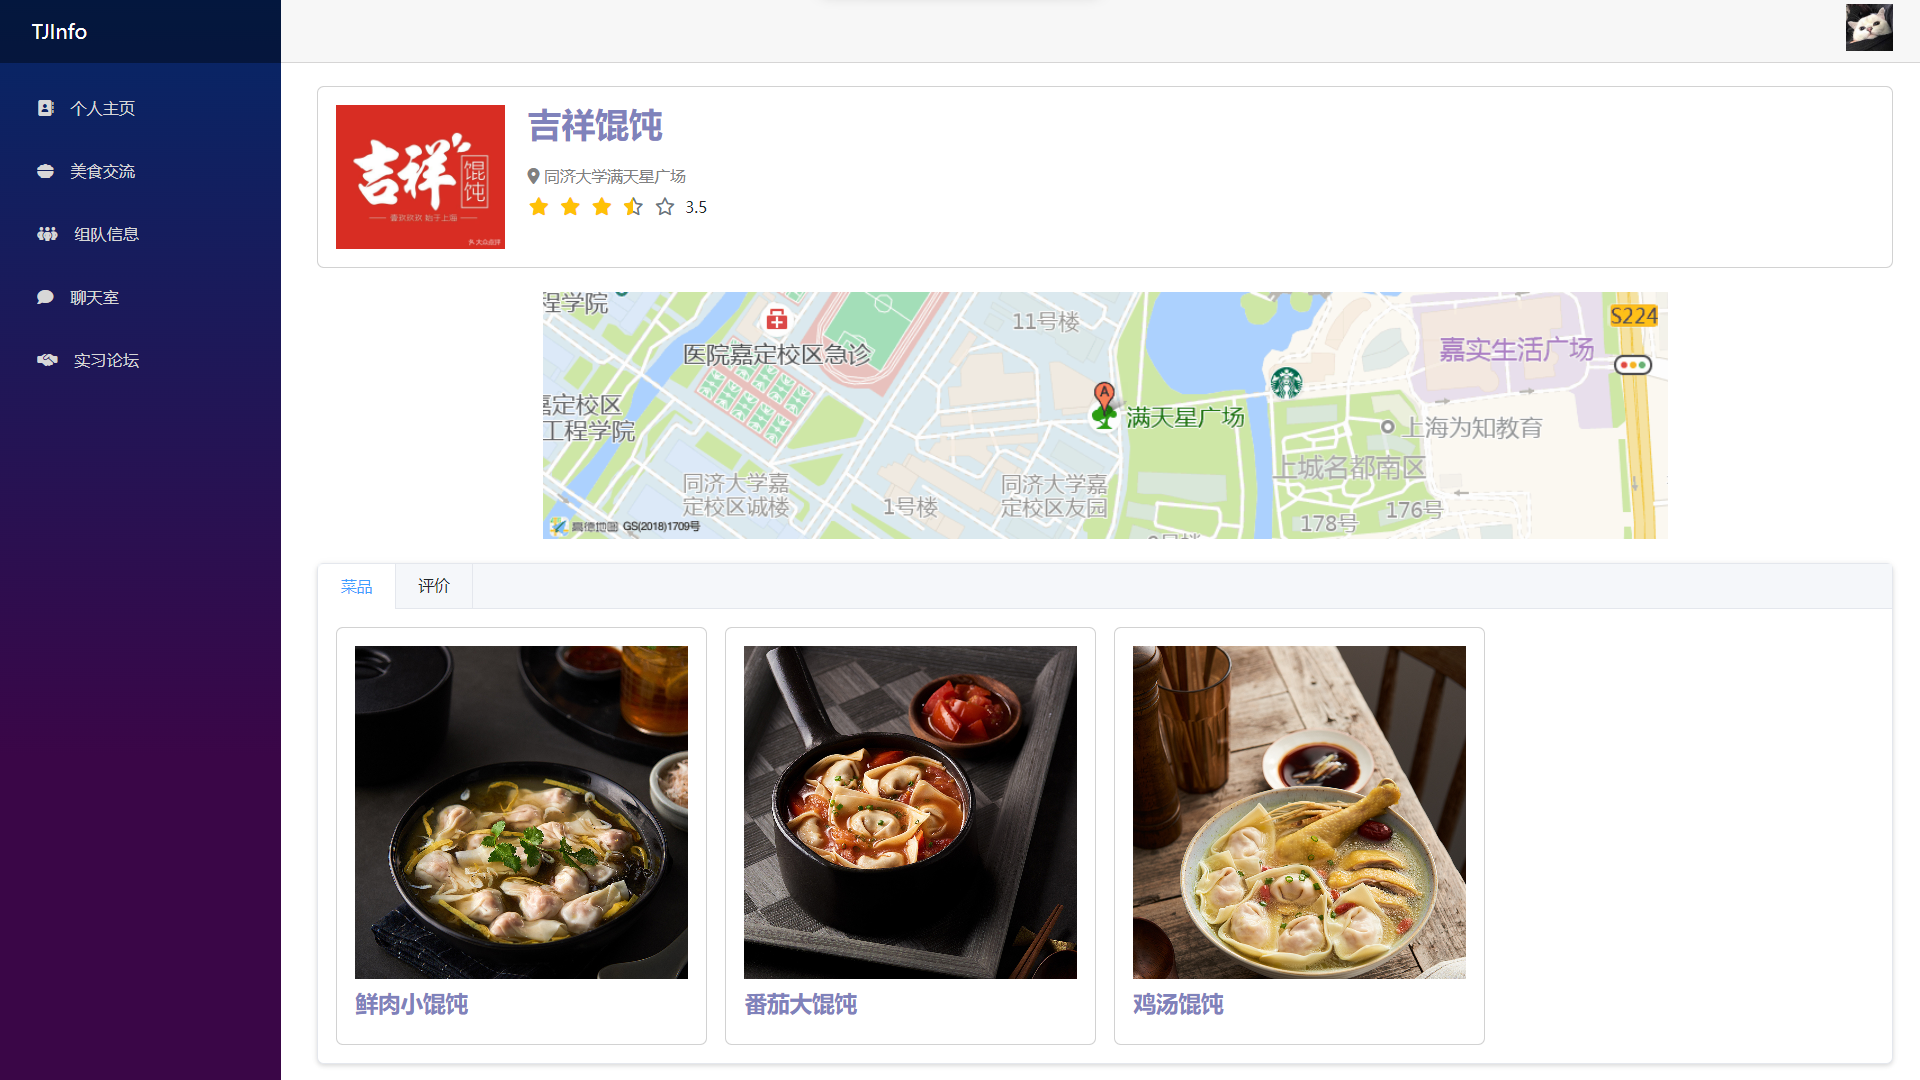 TJInfo
个人主页
美食交流
组队信息
聊天室
实习论坛
吉祥
馄饨
吉祥馄饨
同济大学满天星广场
3.5
程学院
11号楼
S224
医院嘉定校区急诊
嘉实生活广场
嘉定校区
工程学院
A
满天星广场
上海为知教育
上城名都南区
同济大学嘉
定校区诚楼
1号楼
同济大学嘉
定校区友园
176号
178号
高德地图 GS(2018)1709号
菜品
评价
鲜肉小馄饨
番茄大馄饨
鸡汤馄饨